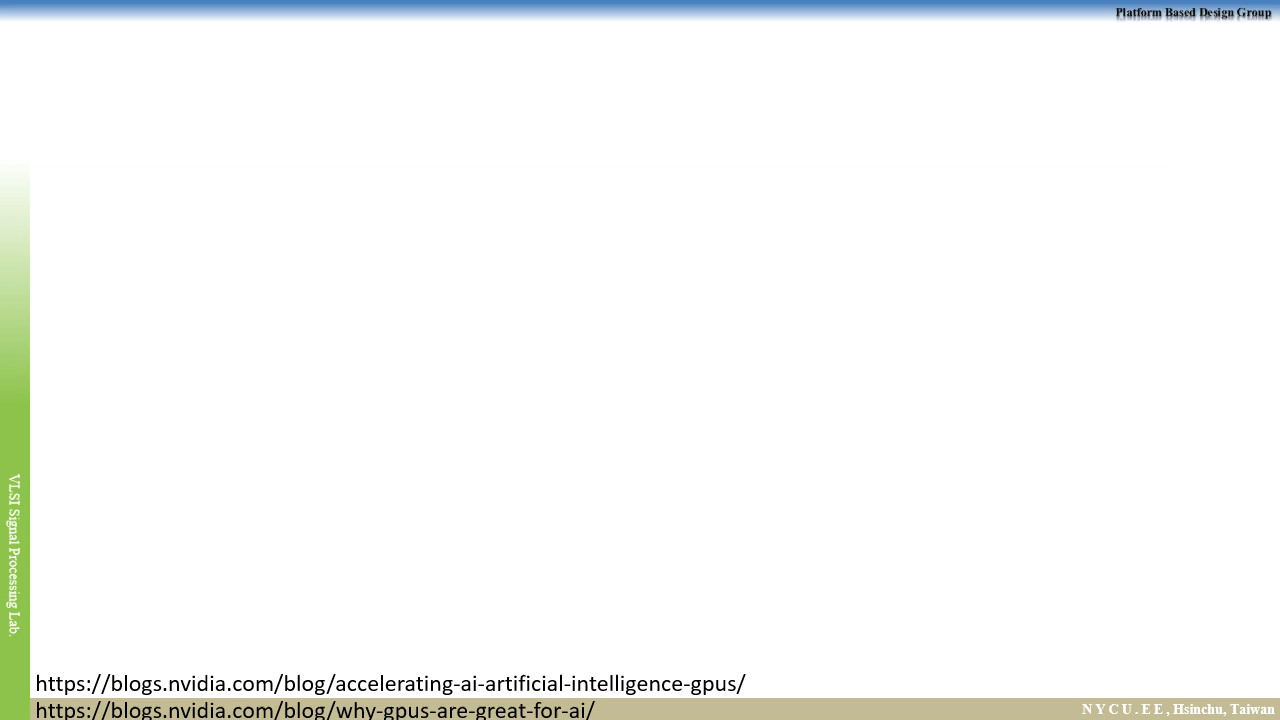 Platform Based Design Group
VLSI Signal Processing Lab.
https://blogs.nvidia.com/blog/accelerating-ai-artificial-intelligence-gpus/
https://blogs.nvidia.com/blog/why-gpus-are-great-for-ai/
N Y C U . E E , Hsinchu, Taiwan